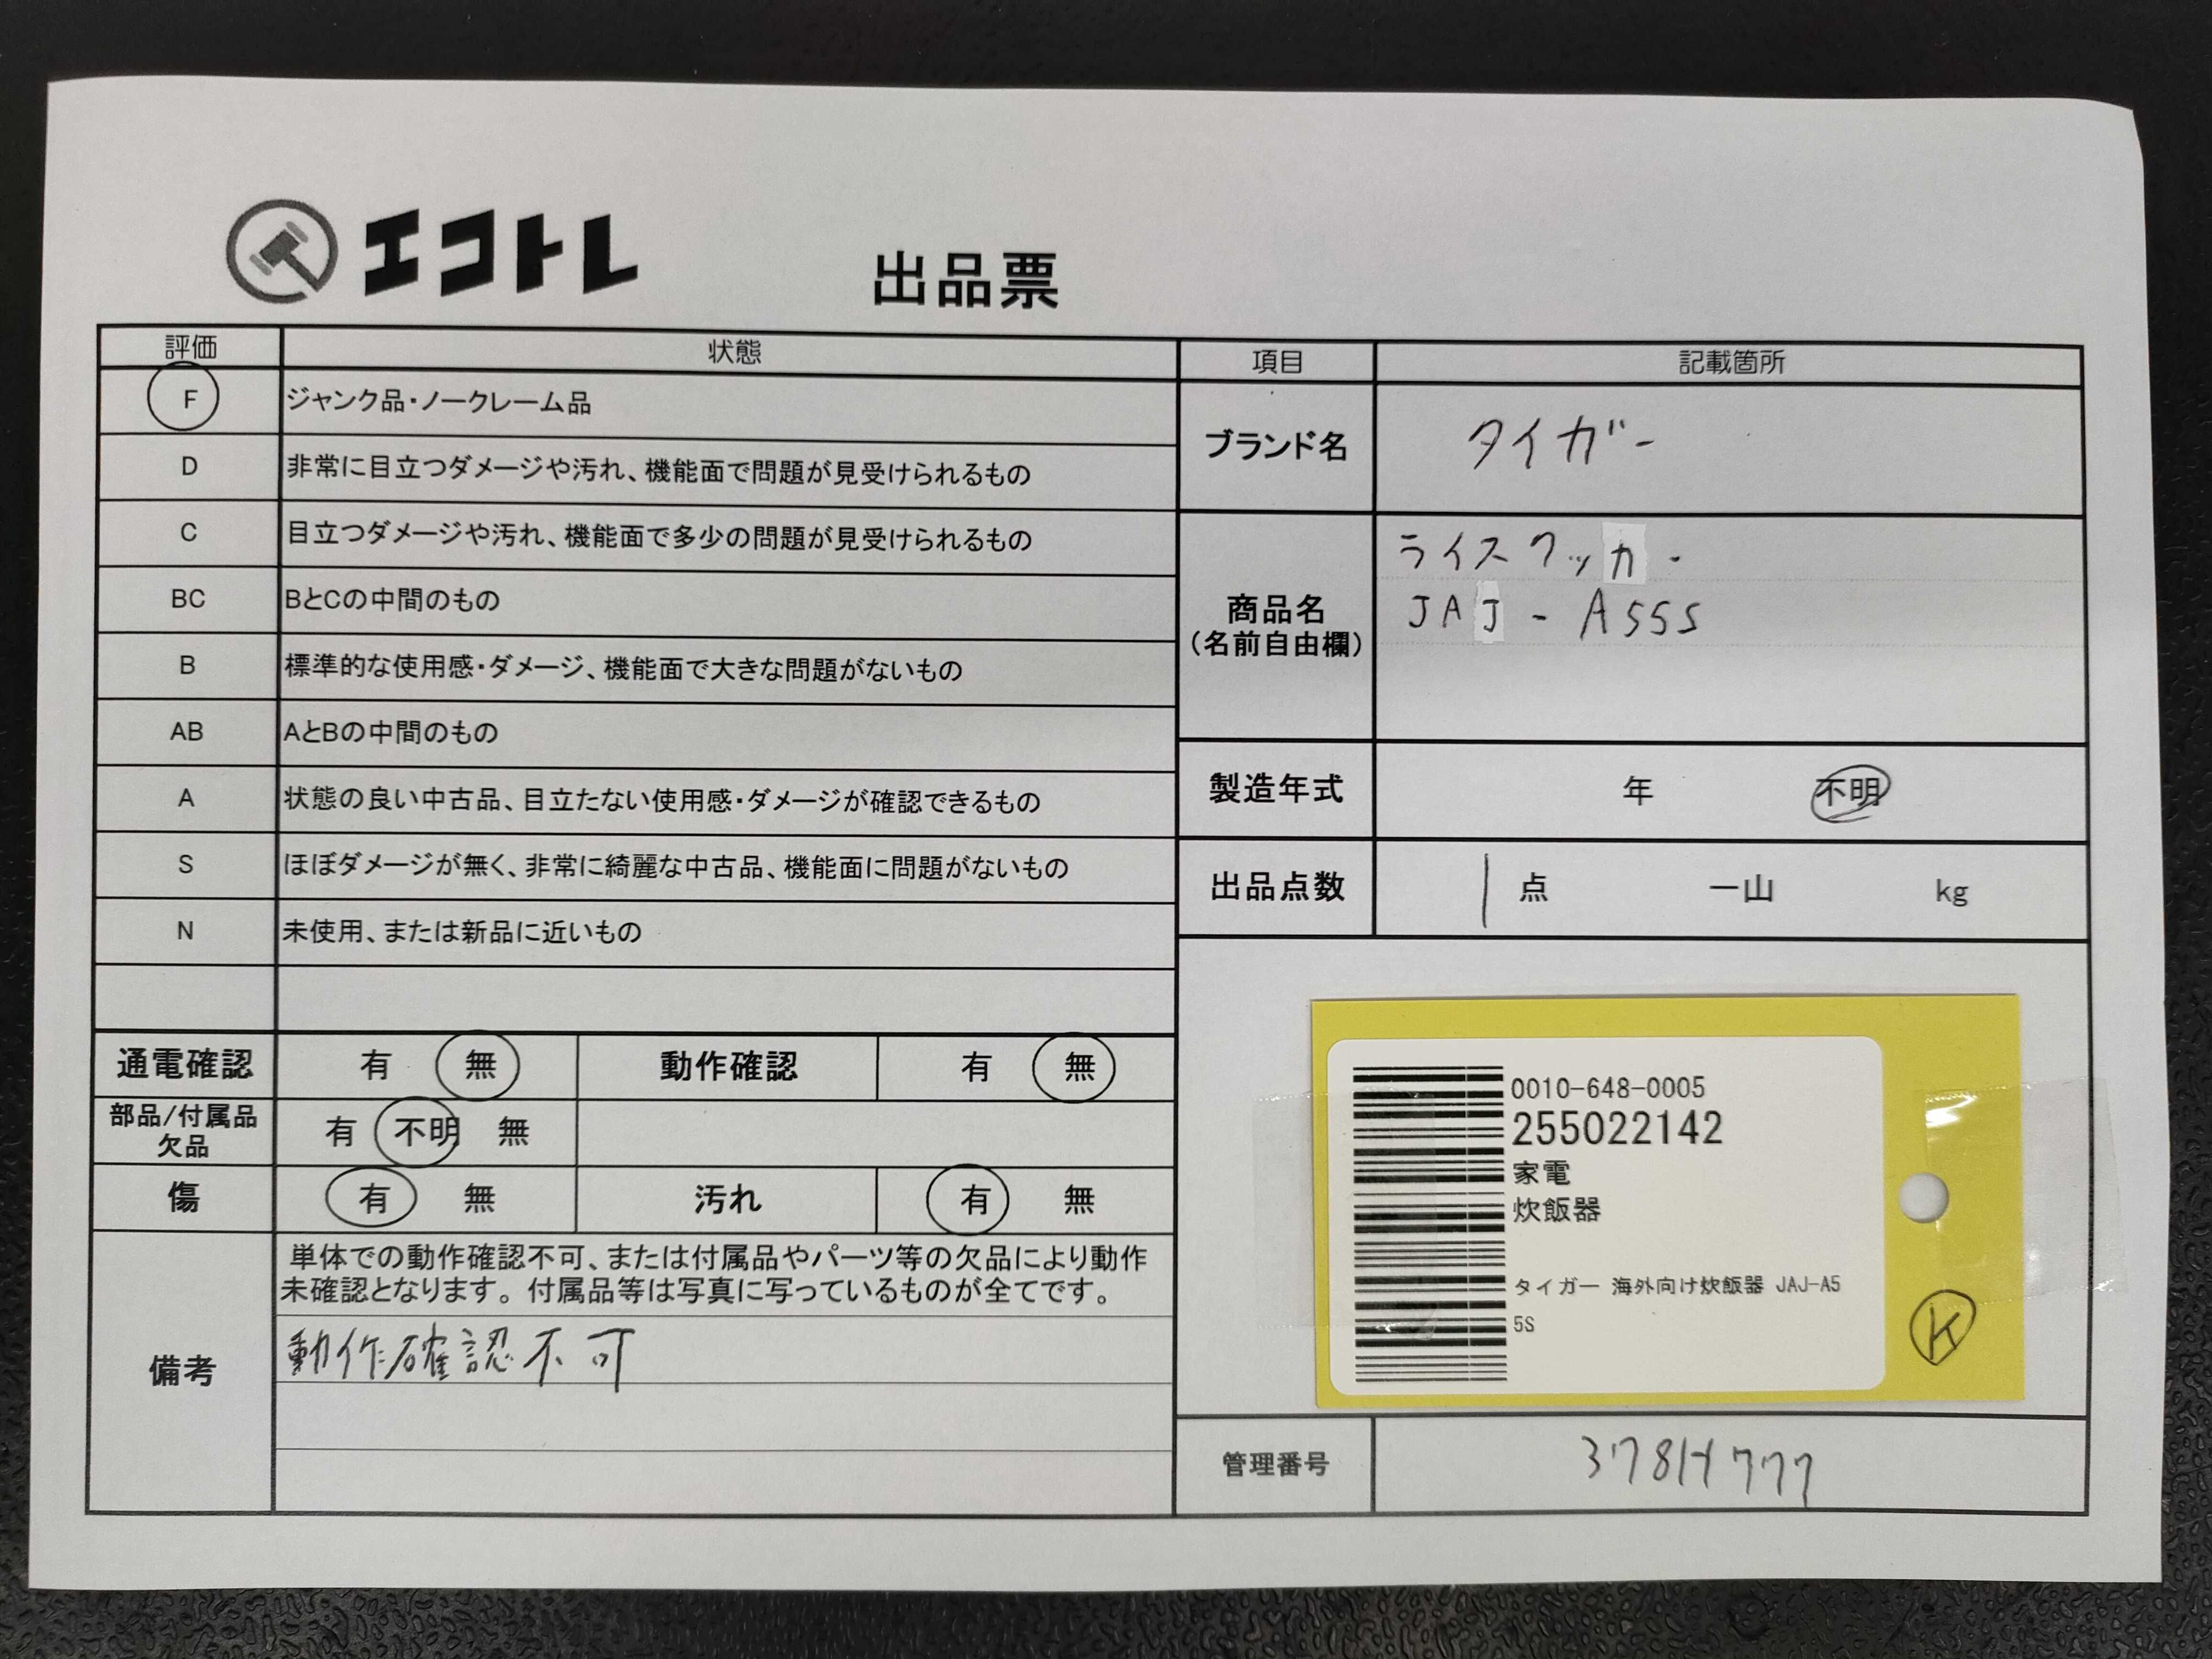 エコトレ
出品票
評価 状態
F ジャンク品・ノークレーム品
D 非常に目立つダメージや汚れ、機能面で問題が見受けられるもの
C 目立つダメージや汚れ、機能面で多少の問題が見受けられるもの
BC BとCの中間のもの
B 標準的な使用感・ダメージ、機能面で大きな問題がないもの
AB AとBの中間のもの
A 状態の良い中古品、目立たない使用感・ダメージが確認できるもの
S ほぼダメージが無く、非常に綺麗な中古品、機能面に問題がないもの
N 未使用、または新品に近いもの
通電確認 有 無 動作確認 有 無
部品/付属品
欠品 有 不明 無
傷 有 無 汚れ 有 無
備考
単体での動作確認不可、または付属品やパーツ等の欠品により動作
未確認となります。付属品等は写真に写っているものが全てです。
動作確認不可
項目 記載箇所
ブランド名 タイガー
商品名
(名前自由欄)
ライスクッカー
JAJ-A55S
製造年式 年 不明
出品点数 1 点 一山 kg
0010-648-0005
255022142
家電
炊飯器
タイガー 海外向け炊飯器 JAJ-A5
5S
K
管理番号 378H777